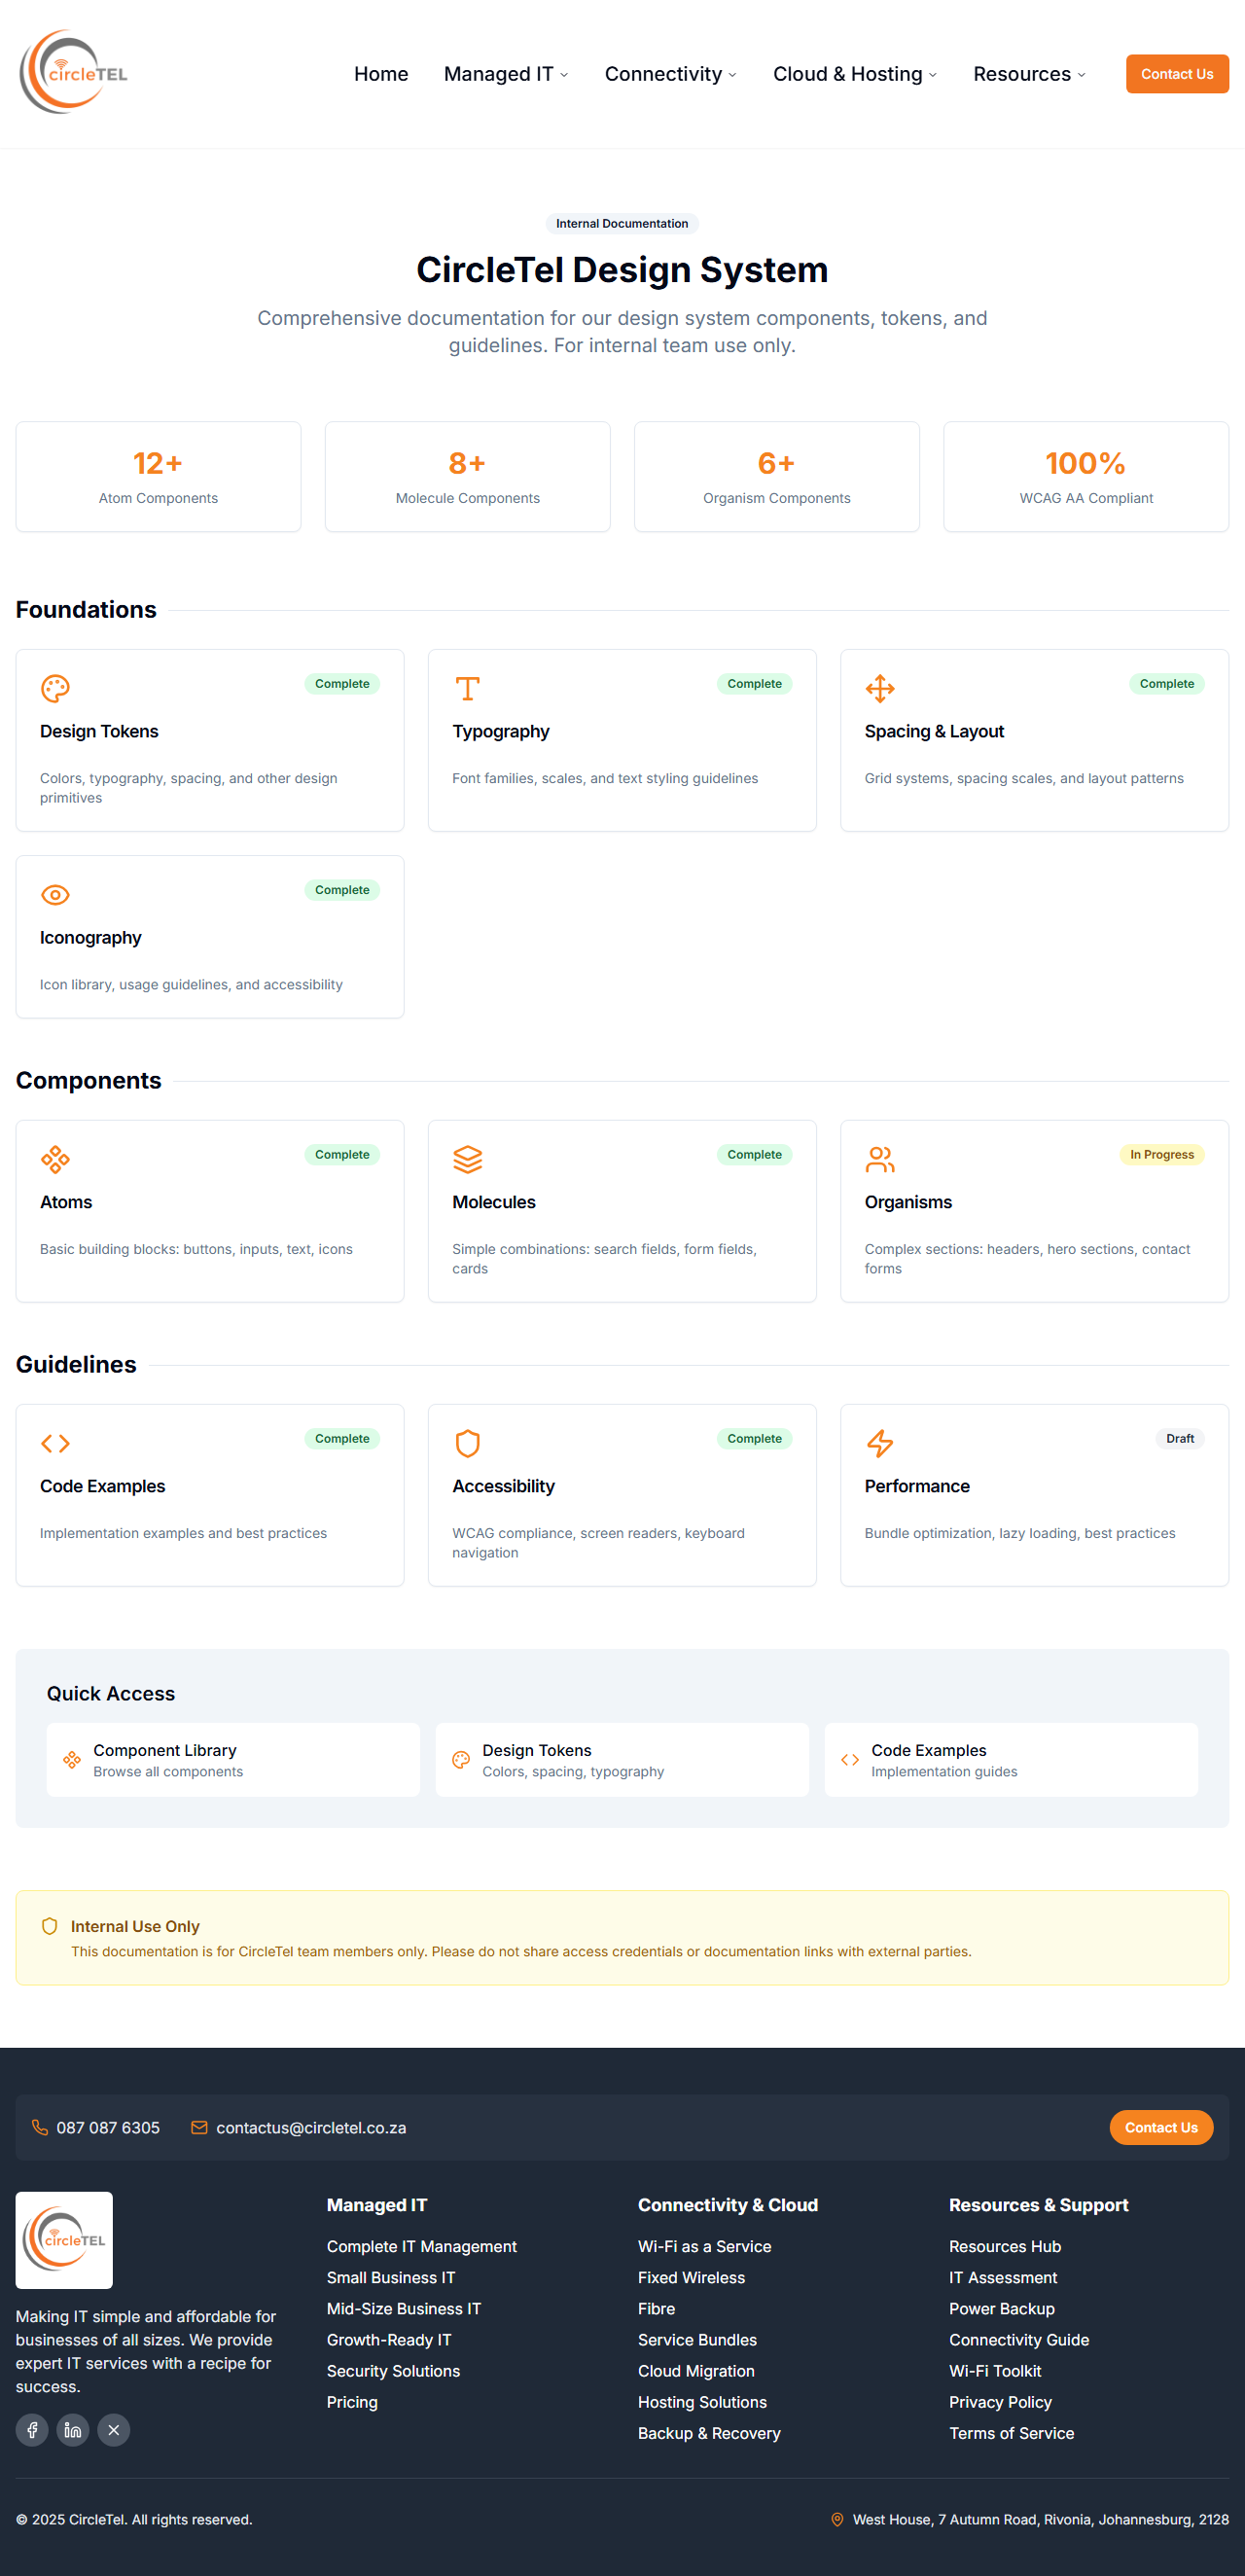 circleTEL
Home
Managed IT
Connectivity
Cloud & Hosting
Resources
Contact Us
Internal Documentation
CircleTel Design System
Comprehensive documentation for our design system components, tokens, and
guidelines. For internal team use only.
12+
Atom Components
8+
Molecule Components
6+
Organism Components
100%
WCAG AA Compliant
Foundations
Complete
Design Tokens
Colors, typography, spacing, and other design
primitives
Complete
Typography
Font families, scales, and text styling guidelines
Complete
Spacing & Layout
Grid systems, spacing scales, and layout patterns
Complete
Iconography
Icon library, usage guidelines, and accessibility
Components
Complete
Atoms
Basic building blocks: buttons, inputs, text, icons
Complete
Molecules
Simple combinations: search fields, form fields,
cards
In Progress
Organisms
Complex sections: headers, hero sections, contact
forms
Guidelines
Complete
Code Examples
Implementation examples and best practices
Complete
Accessibility
WCAG compliance, screen readers, keyboard
navigation
Draft
Performance
Bundle optimization, lazy loading, best practices
Quick Access
Component Library
Browse all components
Design Tokens
Colors, spacing, typography
Code Examples
Implementation guides
Internal Use Only
This documentation is for CircleTel team members only. Please do not share access credentials or documentation links with external parties.
087 087 6305
contactus@circletel.co.za
Contact Us
circleTEL
Making IT simple and affordable for
businesses of all sizes. We provide
expert IT services with a recipe for
success.
Managed IT
Complete IT Management
Small Business IT
Mid-Size Business IT
Growth-Ready IT
Security Solutions
Pricing
Connectivity & Cloud
Wi-Fi as a Service
Fixed Wireless
Fibre
Service Bundles
Cloud Migration
Hosting Solutions
Backup & Recovery
Resources & Support
Resources Hub
IT Assessment
Power Backup
Connectivity Guide
Wi-Fi Toolkit
Privacy Policy
Terms of Service
© 2025 CircleTel. All rights reserved.
West House, 7 Autumn Road, Rivonia, Johannesburg, 2128